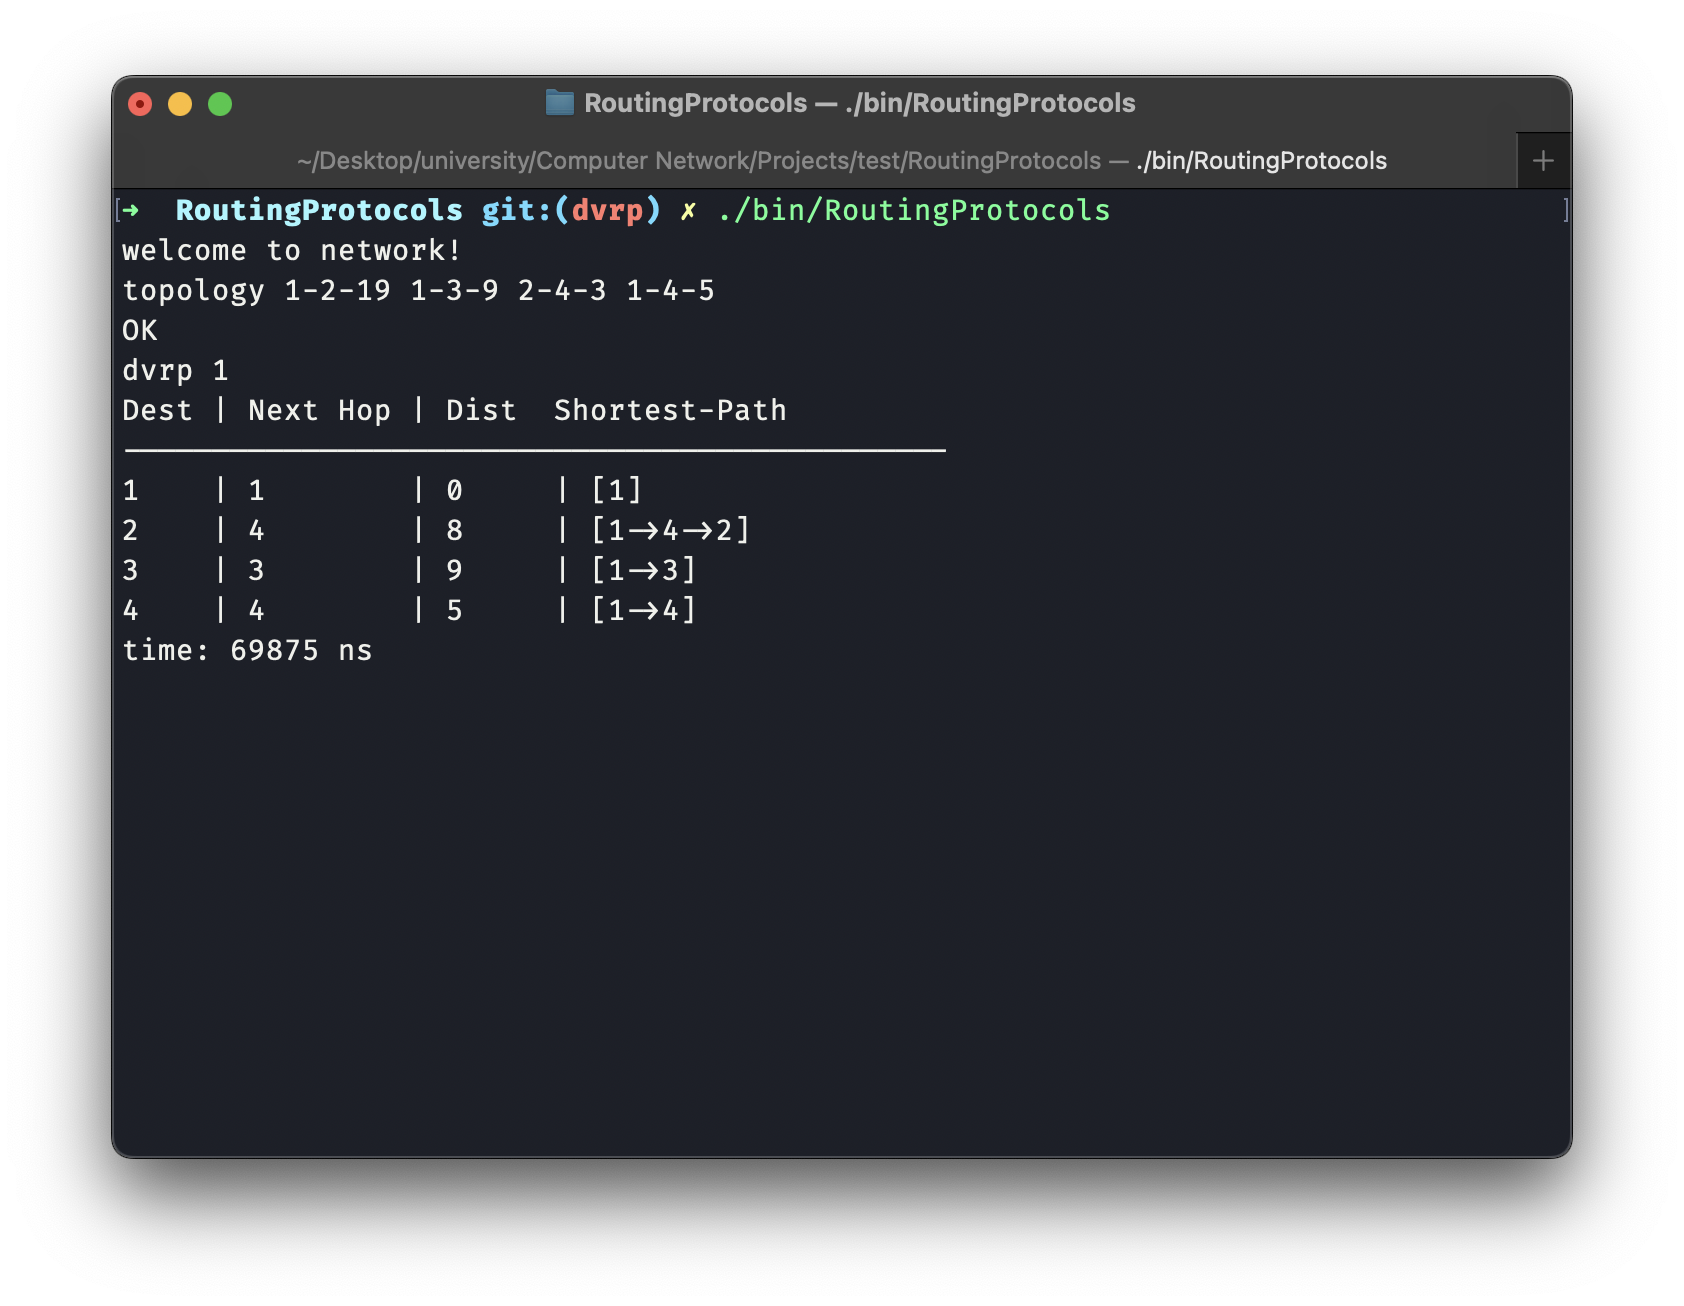 RoutingProtocols — ./bin/RoutingProtocols
~/Desktop/university/Computer Network/Projects/test/RoutingProtocols — ./bin/RoutingProtocols +
[➜  RoutingProtocols git:(dvrp) ✗ ./bin/RoutingProtocols ]
welcome to network!
topology 1-2-19 1-3-9 2-4-3 1-4-5
OK
dvrp 1
Dest | Next Hop | Dist  Shortest-Path
1    | 1        | 0     | [1]
2    | 4        | 8     | [1->4->2]
3    | 3        | 9     | [1->3]
4    | 4        | 5     | [1->4]
time: 69875 ns